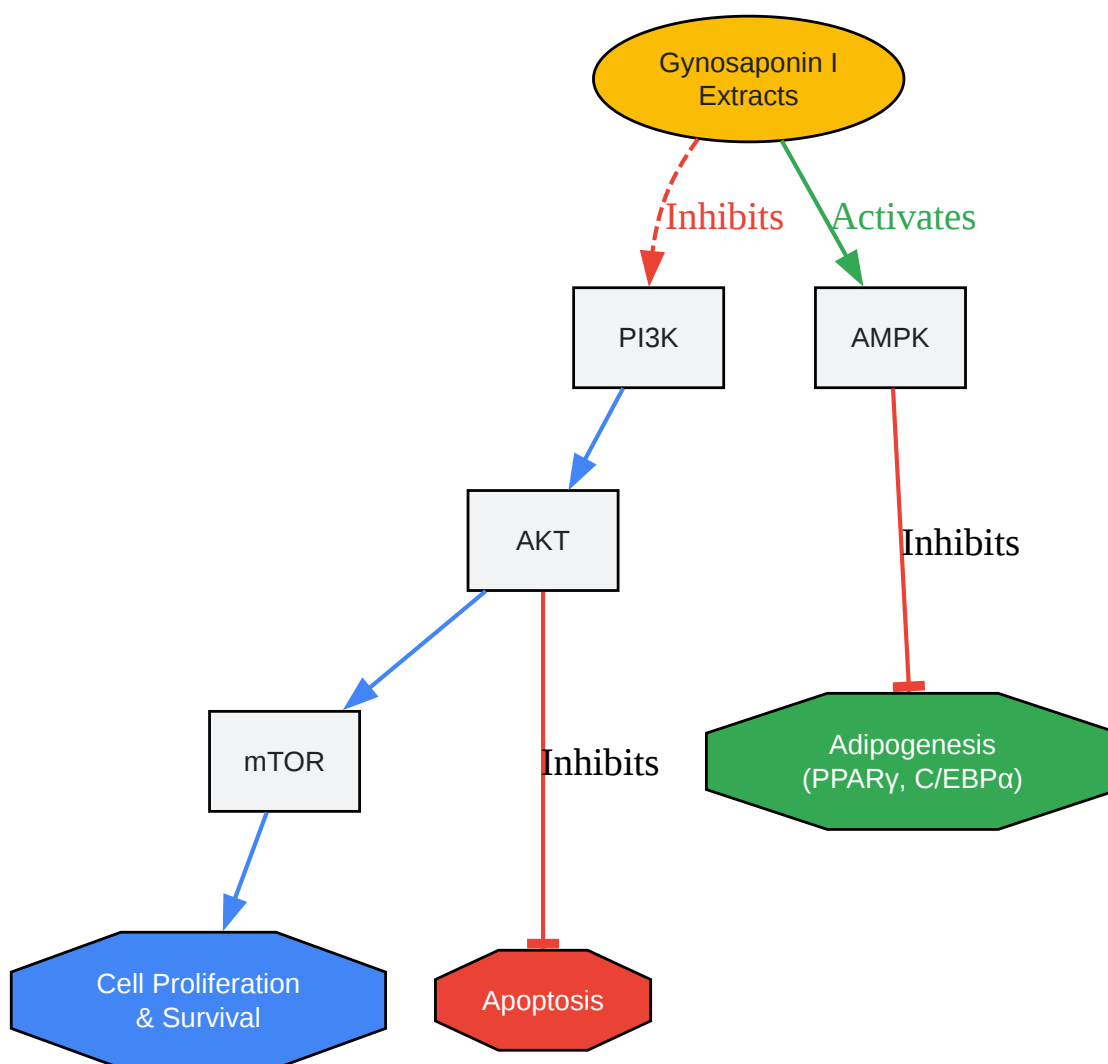 Gynosaponin I
Extracts
Inhibits
Activates
PI3K
AMPK
AKT
Inhibits
mTOR
Inhibits
Adipogenesis
(PPARγ, C/EBPα)
Cell Proliferation
& Survival
Apoptosis